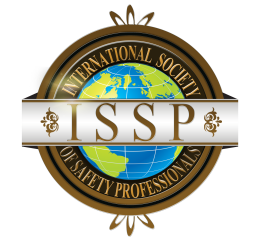 INTERNATIONAL SOCIETY
ISSP
OF SAFETY PROFESSIONALS